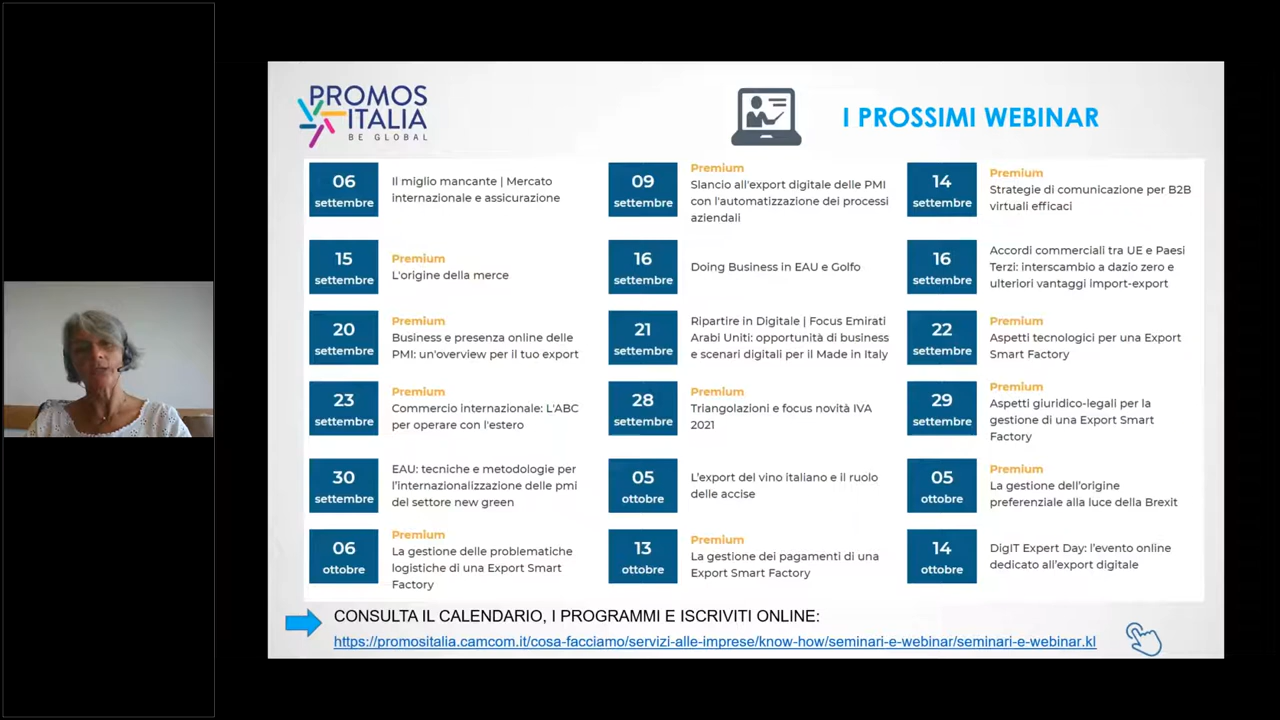 PROMOS
ITALIA
BE GLOBAL
I PROSSIMI WEBINAR
06
settembre
Il miglio mancante | Mercato
internazionale e assicurazione
09
settembre
Premium
Slancio all'export digitale delle PMI
con l'automatizzazione dei processi
aziendali
14
settembre
Premium
Strategie di comunicazione per B2B
virtuali efficaci
15
settembre
Premium
L'origine della merce
16
settembre
Doing Business in EAU e Golfo
16
settembre
Accordi commerciali tra UE e Paesi
Terzi: interscambio a dazio zero e
ulteriori vantaggi import-export
20
settembre
Premium
Business e presenza online delle
PMI: un'overview per il tuo export
21
settembre
Ripartire in Digitale | Focus Emirati
Arabi Uniti: opportunità di business
e scenari digitali per il Made in Italy
22
settembre
Premium
Aspetti tecnologici per una Export
Smart Factory
23
settembre
Premium
Commercio internazionale: L'ABC
per operare con l'estero
28
settembre
Premium
Triangolazioni e focus novità IVA
2021
29
settembre
Premium
Aspetti giuridico-legali per la
gestione di una Export Smart
Factory
30
settembre
EAU: tecniche e metodologie per
l'internazionalizzazione delle pmi
del settore new green
05
ottobre
L'export del vino italiano e il ruolo
delle accise
05
ottobre
Premium
La gestione dell'origine
preferenziale alla luce della Brexit
06
ottobre
Premium
La gestione delle problematiche
logistiche di una Export Smart
Factory
13
ottobre
Premium
La gestione dei pagamenti di una
Export Smart Factory
14
ottobre
DigIT Expert Day: l'evento online
dedicato all'export digitale
CONSULTA IL CALENDARIO, I PROGRAMMI E ISCRIVITI ONLINE:
https://promositalia.camcom.it/cosa-facciamo/servizi-alle-imprese/know-how/seminari-e-webinar/seminari-e-webinar.kl